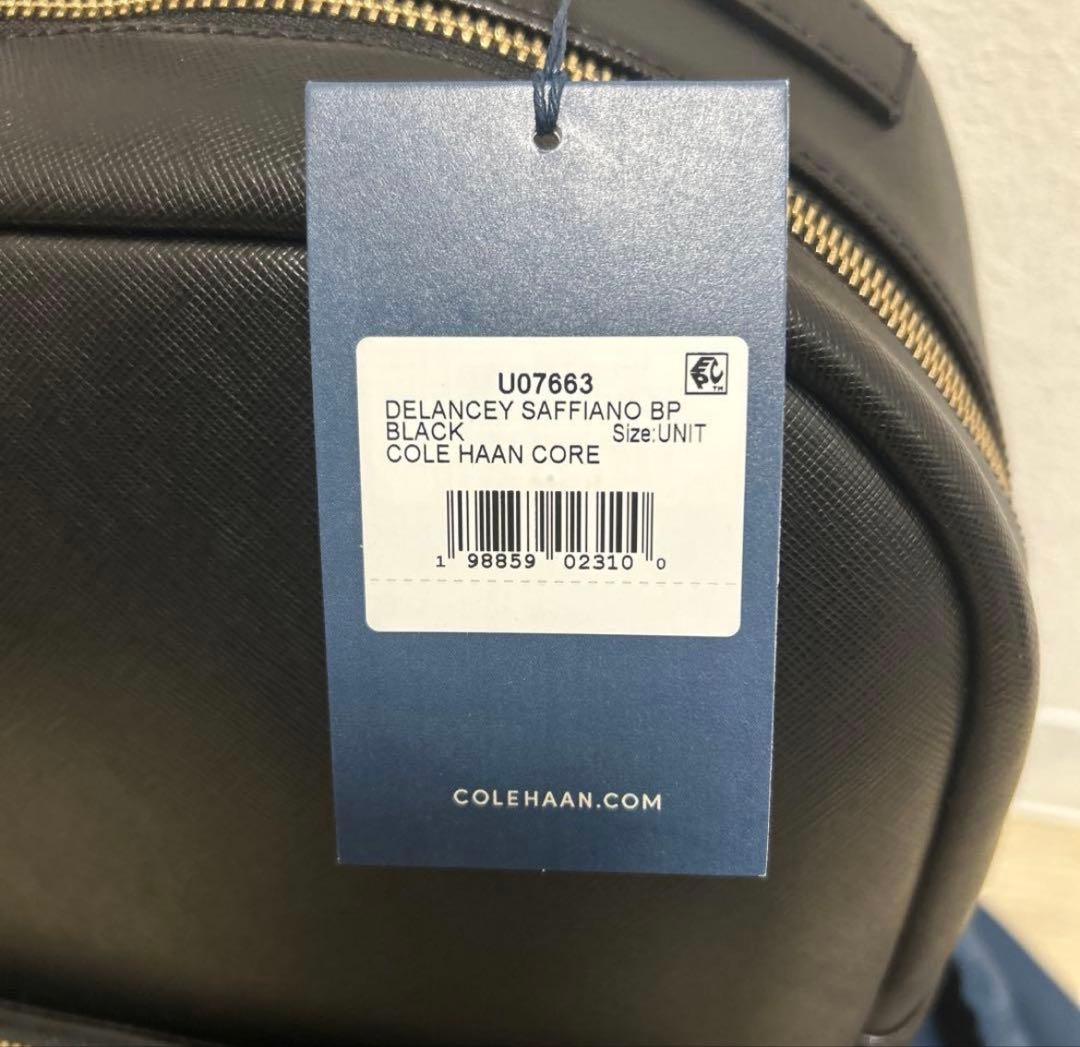 U07663
DELANCEY SAFFIANO BP
BLACK Size:UNIT
COLE HAAN CORE
1 98859 02310 0
COLEHAAN.COM